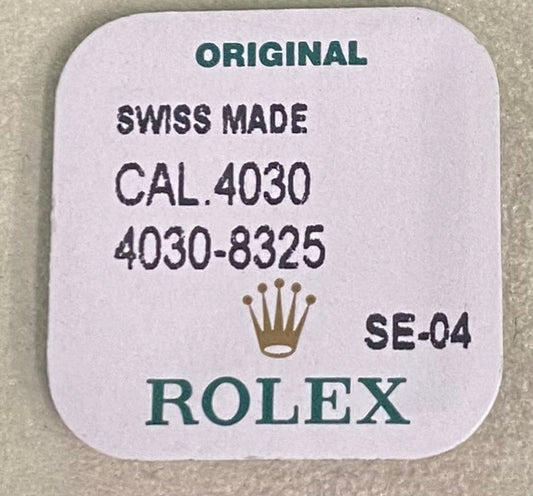 ORIGINAL
SWISS MADE
CAL.4030
4030-8325
SE-04
ROLEX